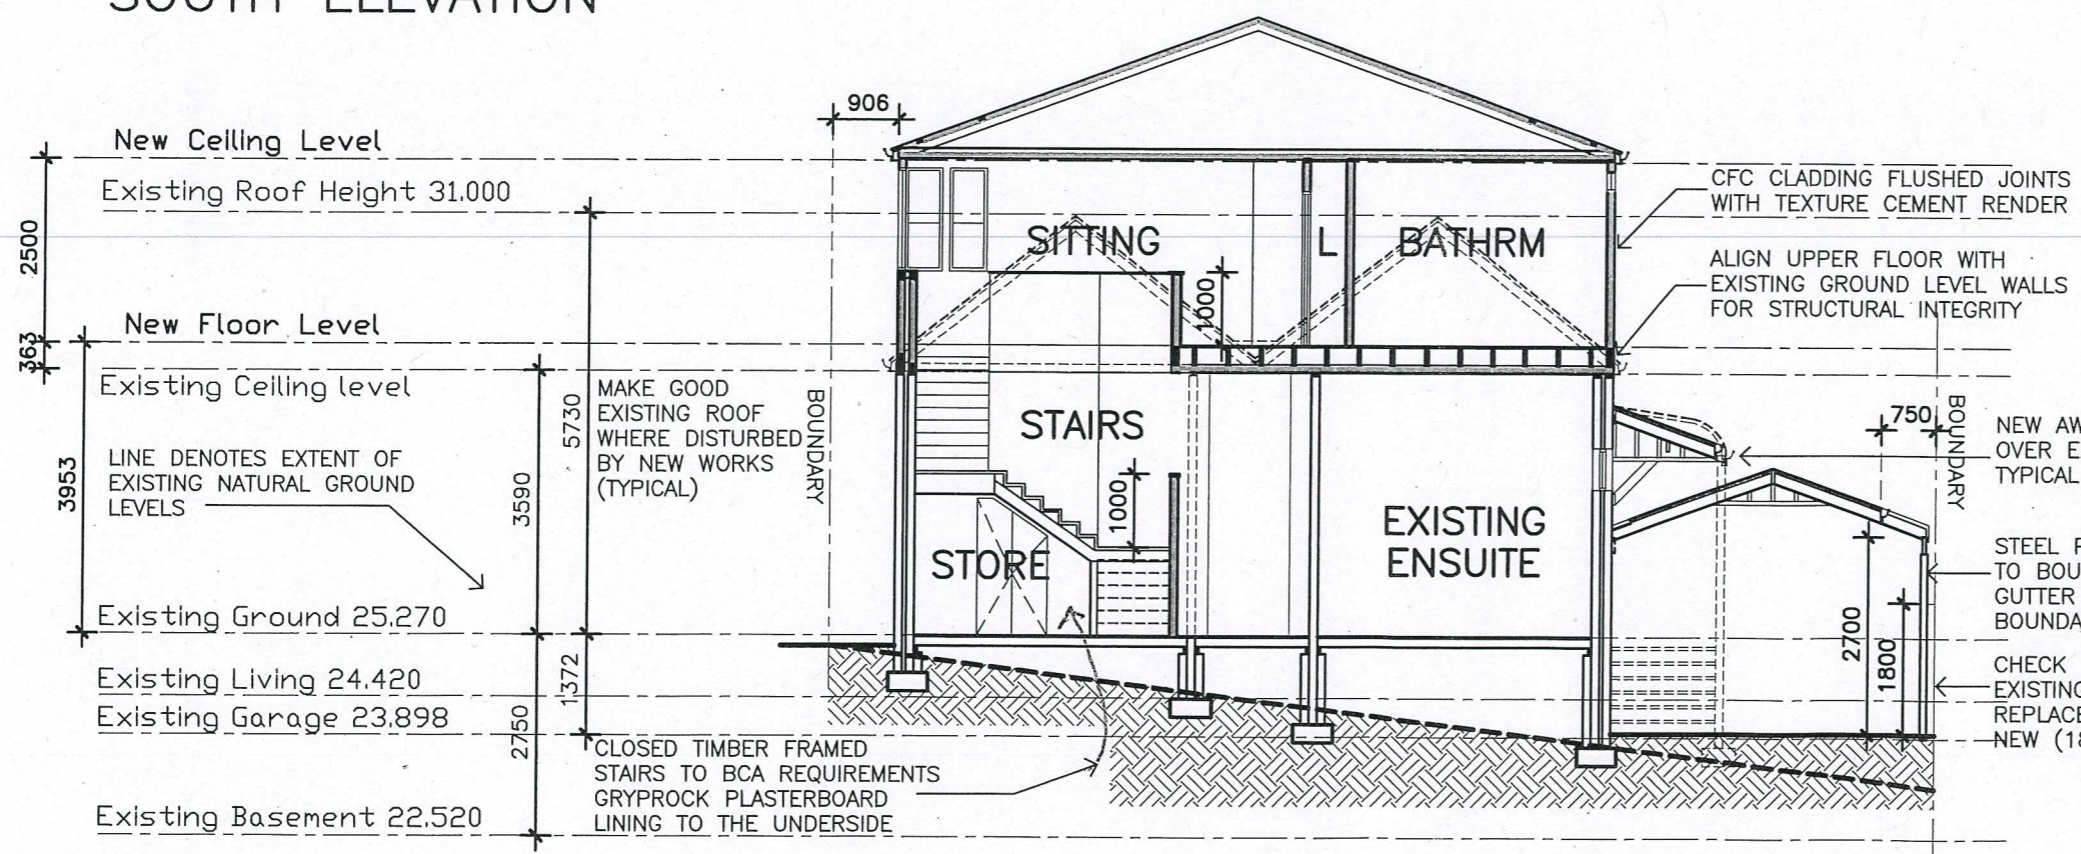 SOUTH ELEVATION
906
New Ceiling Level
Existing Roof Height 31.000
CFC CLADDING FLUSHED JOINTS
WITH TEXTURE CEMENT RENDER
2500
SITTING
L
BATHRM
ALIGN UPPER FLOOR WITH
EXISTING GROUND LEVEL WALLS
FOR STRUCTURAL INTEGRITY
1000
New Floor Level
363
Existing Ceiling level
MAKE GOOD
EXISTING ROOF
WHERE DISTURBED
BY NEW WORKS
(TYPICAL)
BOUNDARY
5730
3590
3953
STAIRS
750
BOUNDARY
NEW AW
OVER E
TYPICAL
LINE DENOTES EXTENT OF
EXISTING NATURAL GROUND
LEVELS
1000
EXISTING
ENSUITE
STORE
STEEL
TO BOU
GUTTER
BOUNDA
Existing Ground 25.270
2700
1800
1372
Existing Living 24.420
Existing Garage 23.898
CHECK
EXISTING
REPLACE
NEW (18
2750
CLOSED TIMBER FRAMED
STAIRS TO BCA REQUIREMENTS
GRYPROCK PLASTERBOARD
LINING TO THE UNDERSIDE
Existing Basement 22.520